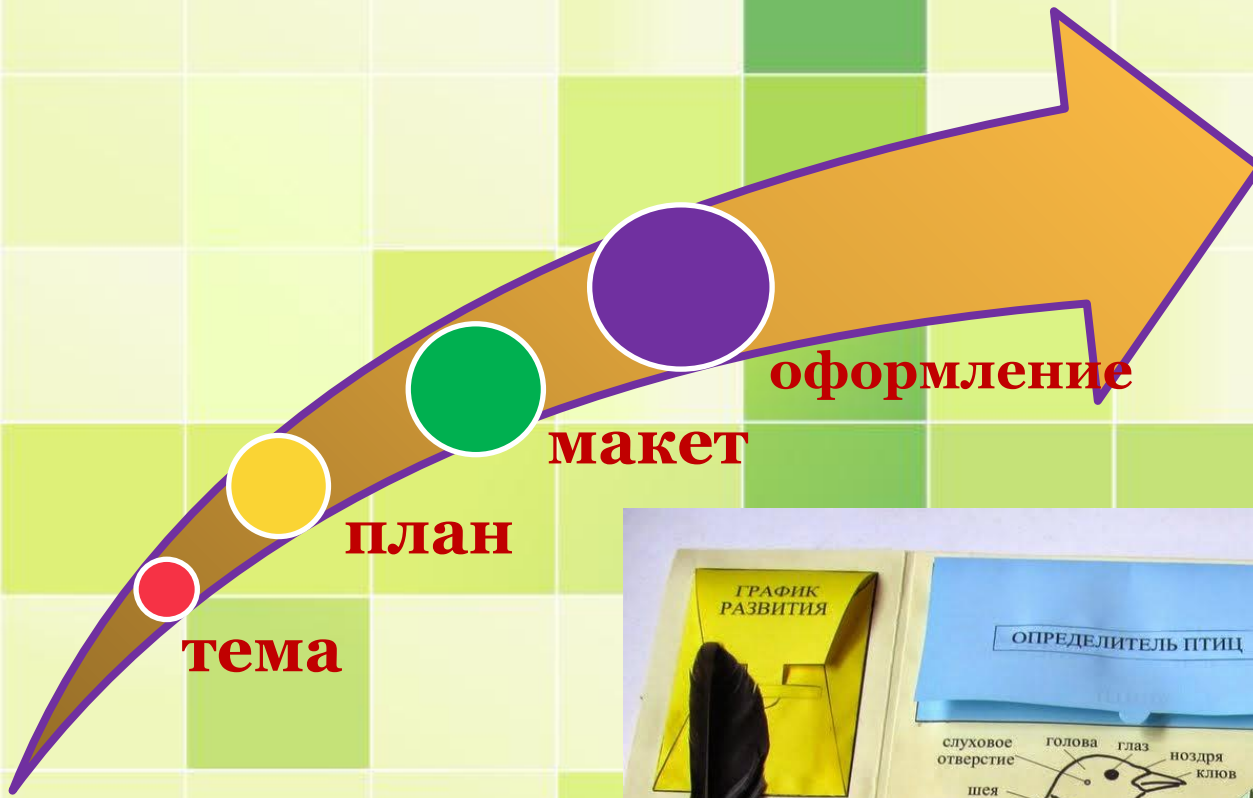 оформление
макет
план
тема
ГРАФИК
РАЗВИТИЯ
ОПРЕДЕЛИТЕЛЬ ПТИЦ
слуховое
отверстие
голова
глаз
ноздря
клюв
шея